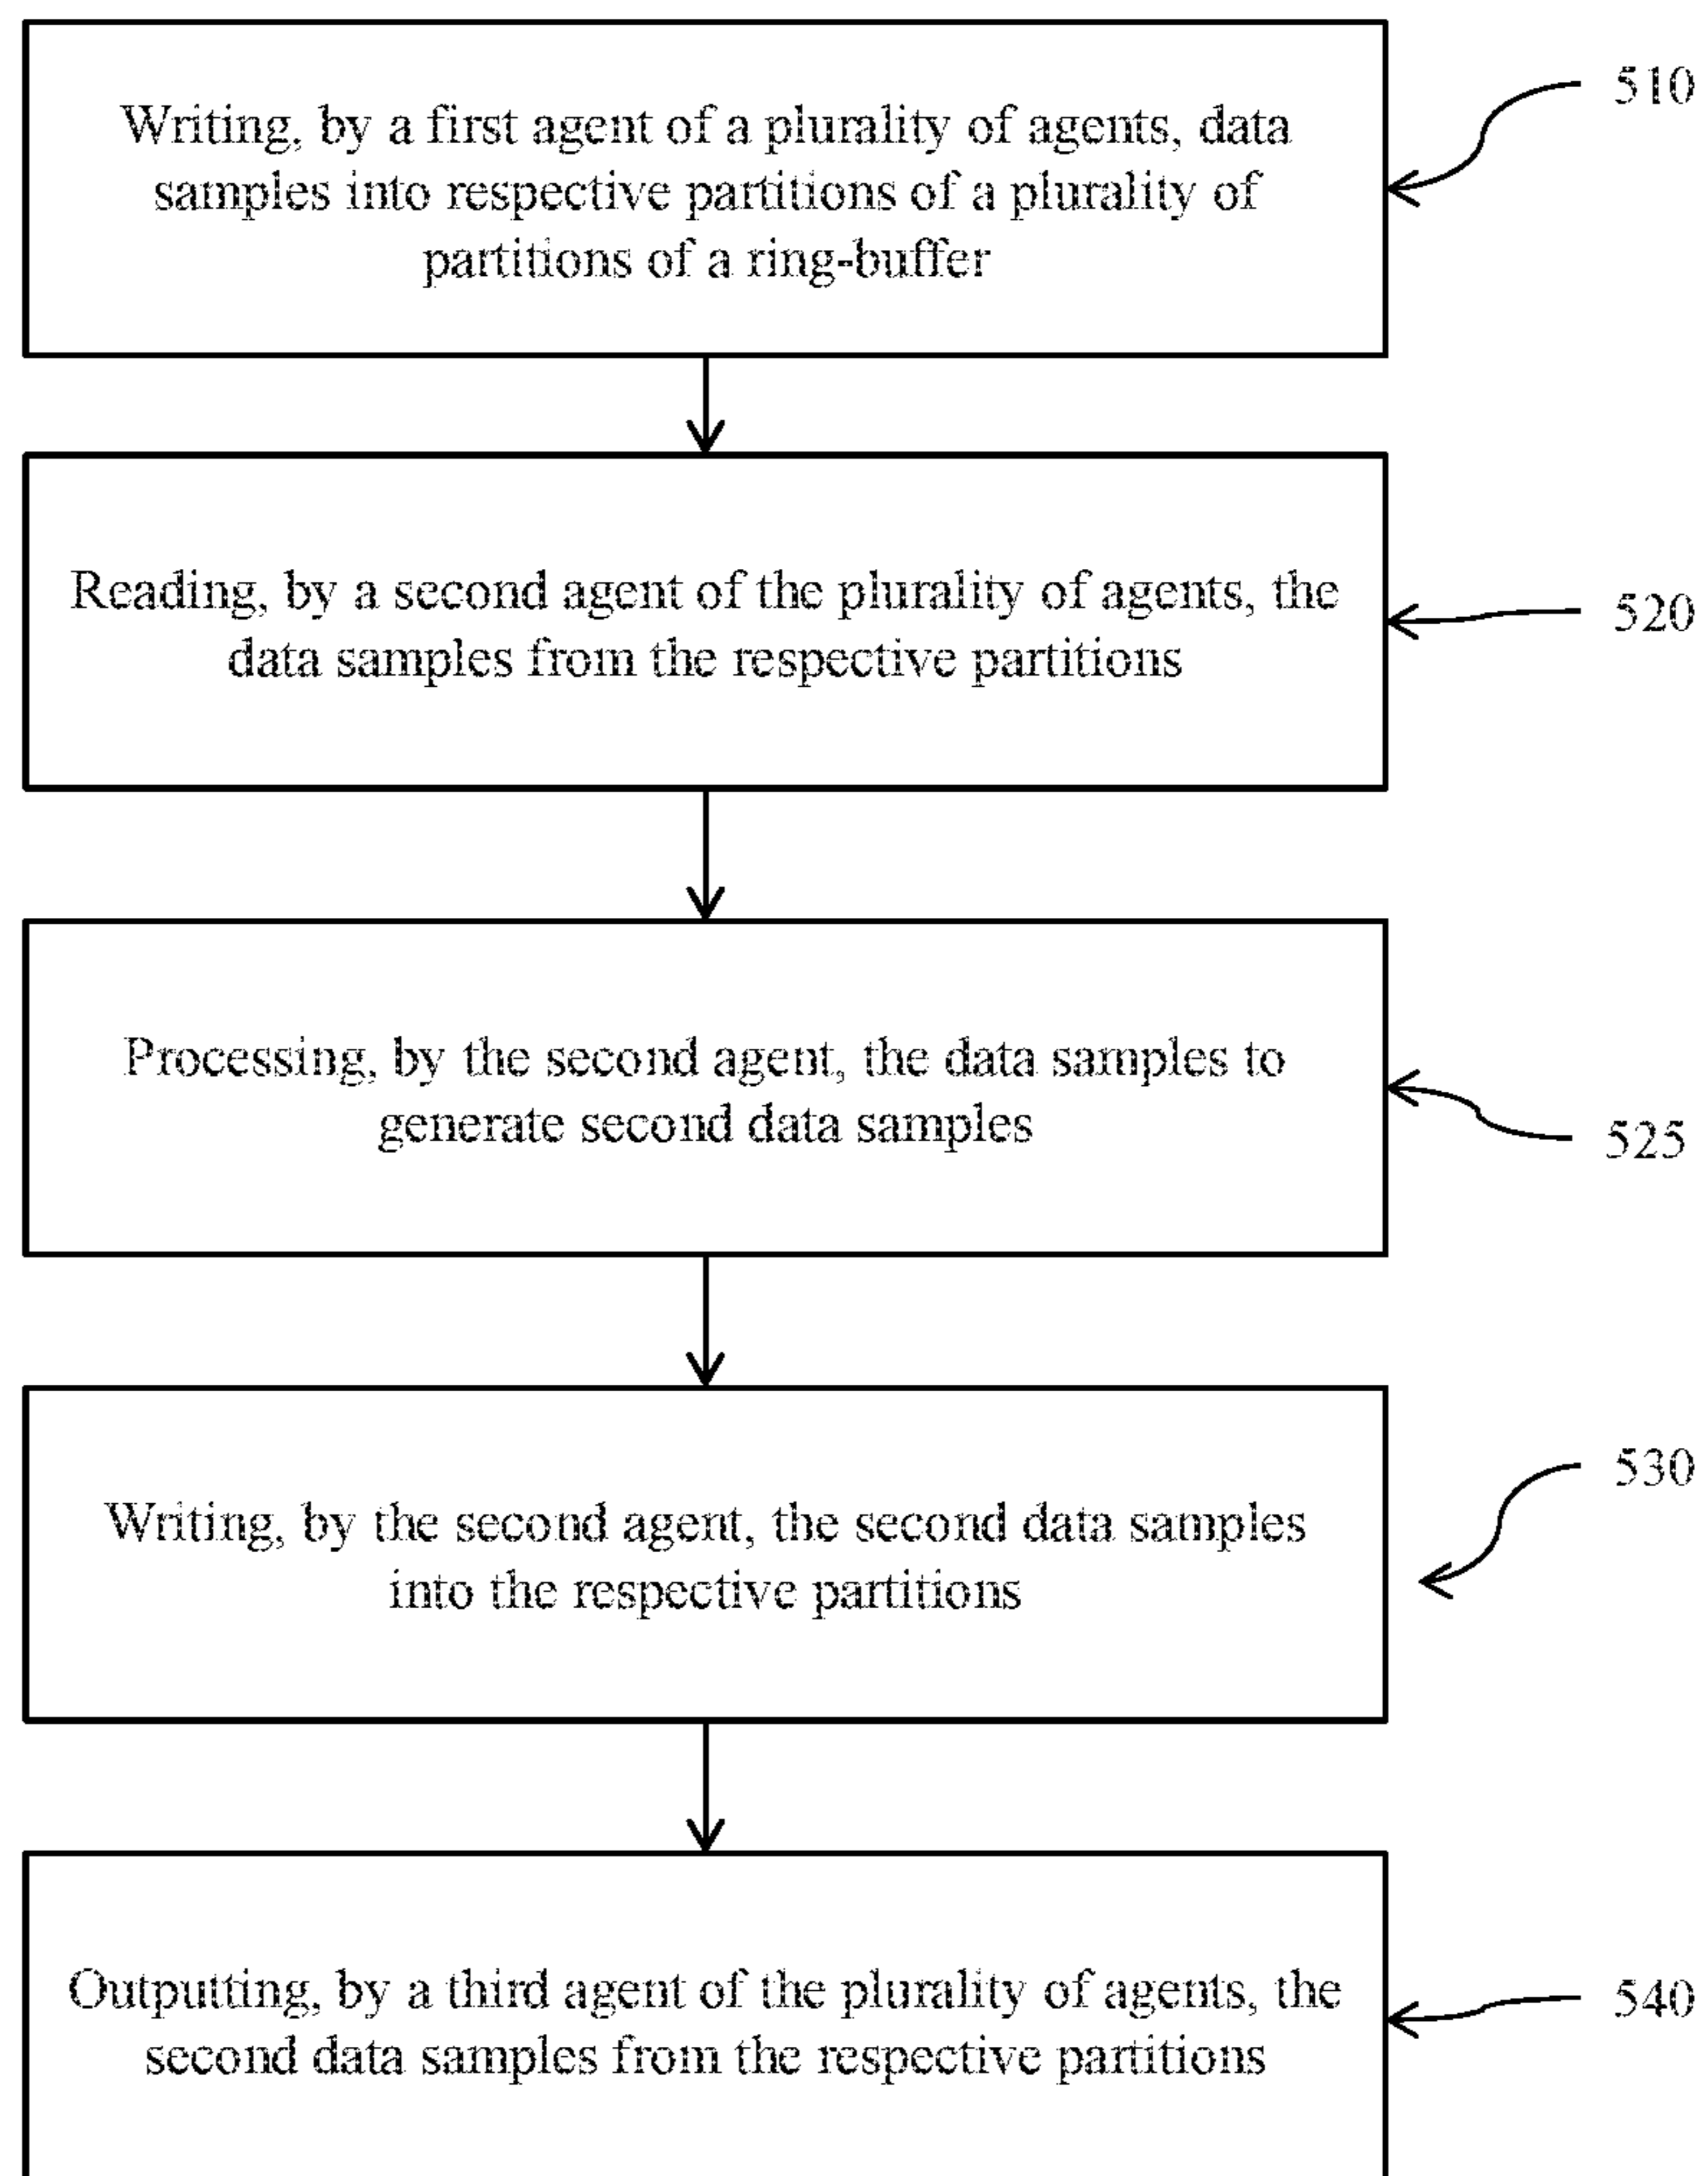 Writing, by a first agent of a plurality of agents, data
samples into respective partitions of a plurality of
partitions of a ring-buffer
510
Reading, by a second agent of the plurality of agents, the
data samples from the respective partitions
520
Processing, by the second agent, the data samples to
generate second data samples
525
Writing, by the second agent, the second data samples
into the respective partitions
530
Outputting, by a third agent of the plurality of agents, the
second data samples from the respective partitions
540